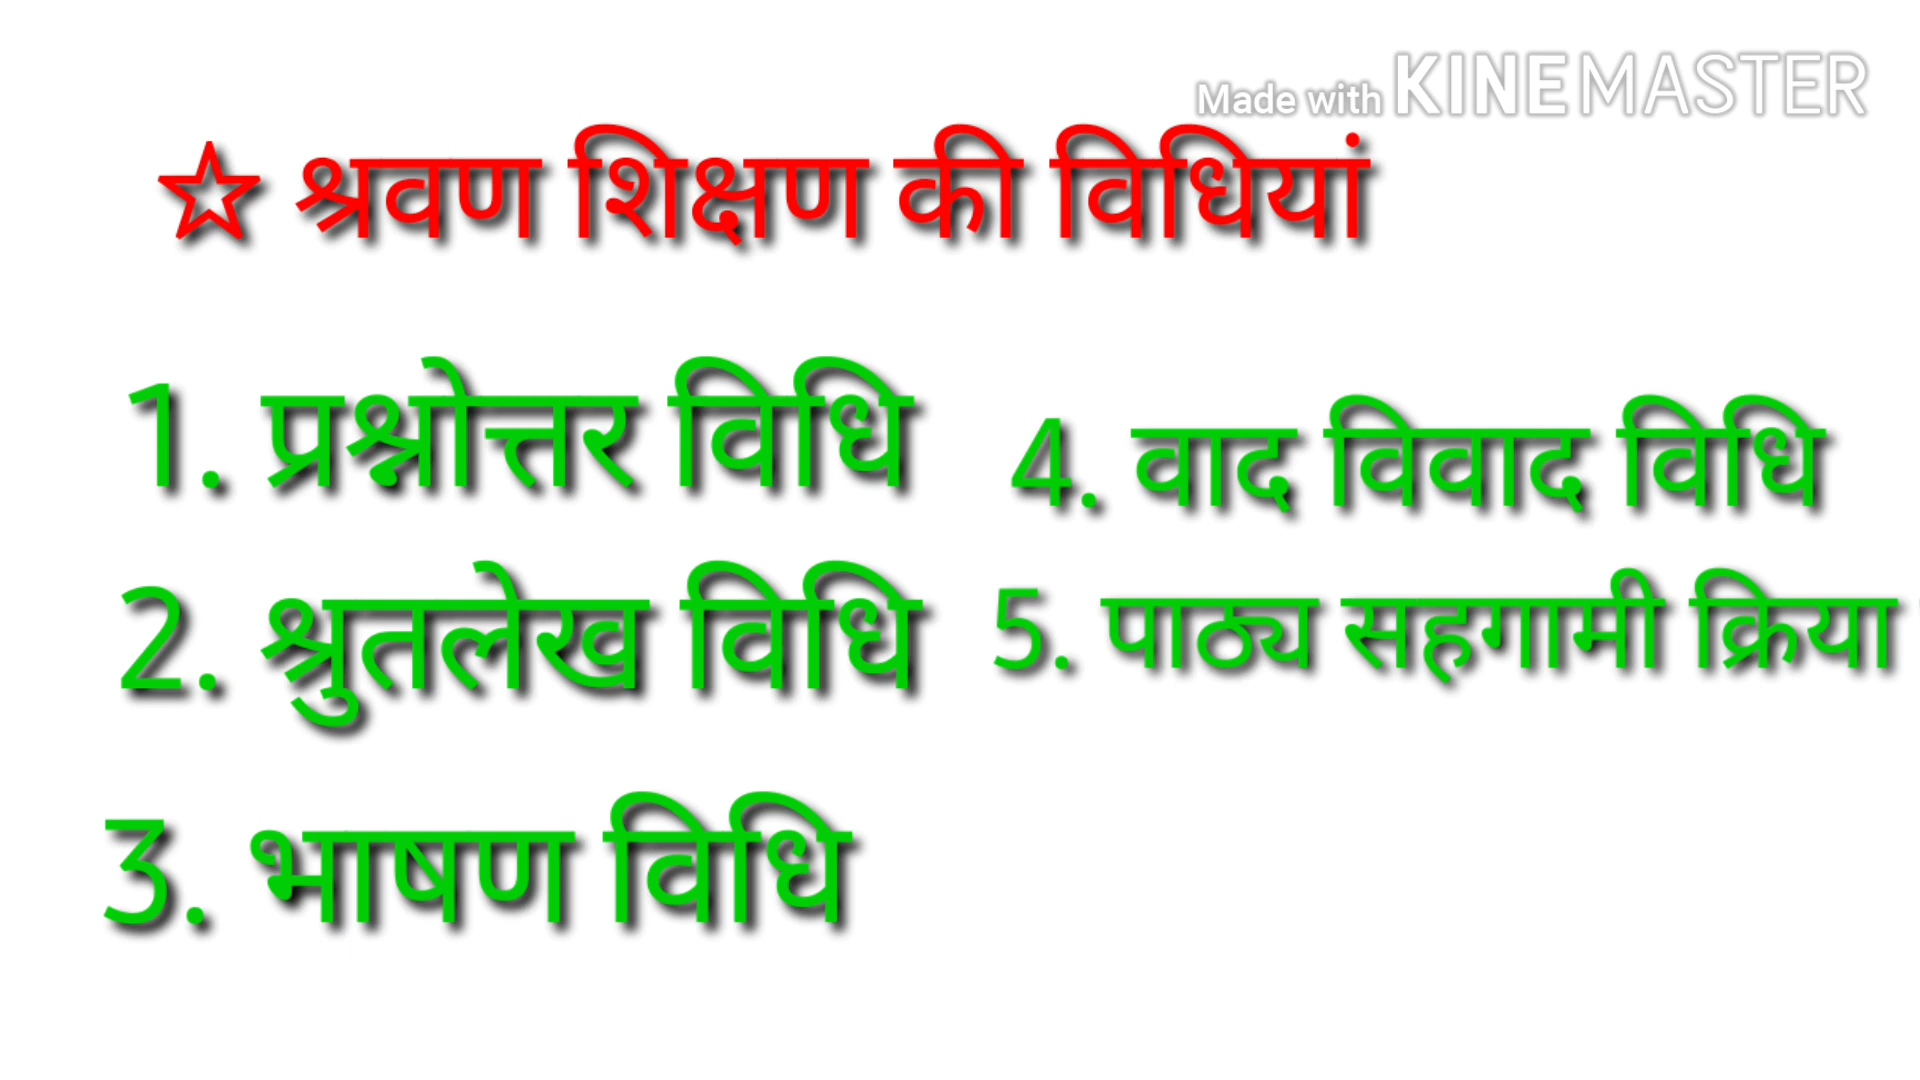 Made with KINEMASTER
☆ श्रवण शिक्षण की विधियां
1. प्रश्नोत्तर विधि
2. श्रुतलेख विधि
3. भाषण विधि
4. वाद विवाद विधि
5. पाठ्य सहगामी क्रिया